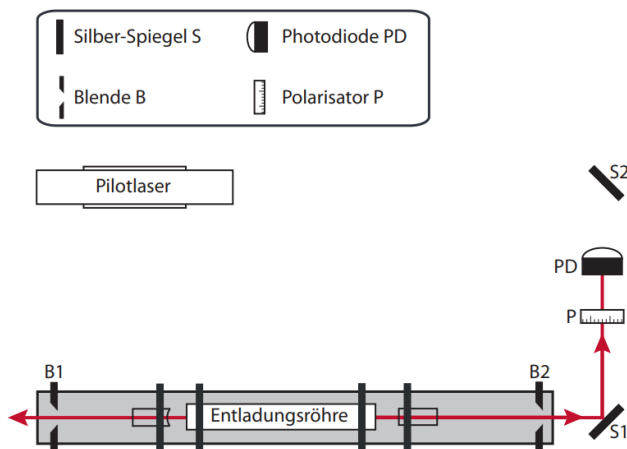 Silber-Spiegel S
Photodiode PD
Blende B
Polarisator P
Pilotlaser
S2
PD
P
B1
B2
Entladungsröhre
S1